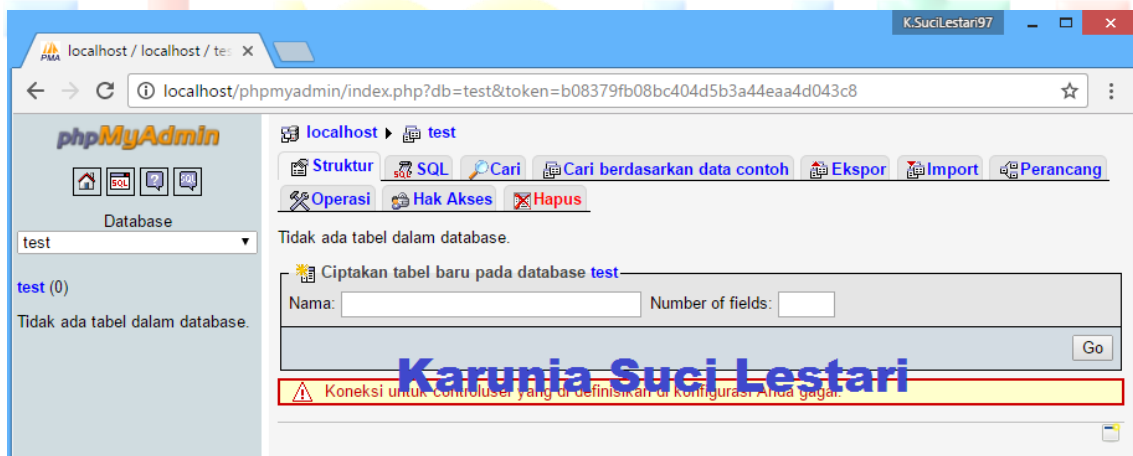 K.SuciLestari97
localhost / localhost / tes
localhost/phpmyadmin/index.php?db=test&token=b08379fb08bc404d5b3a44eaa4d043c8
phpMyAdmin
localhost ▸ test
Struktur SQL Cari Cari berdasarkan data contoh Ekspor Import Perancang
Operasi Hak Akses Hapus
Database
test
test (0)
Tidak ada tabel dalam database.
Tidak ada tabel dalam database.
Ciptakan tabel baru pada database test
Nama: Number of fields:
Go
Karunia Suci Lestari
Koneksi untuk controluser yang di definisikan di konfigurasi Anda gagal.